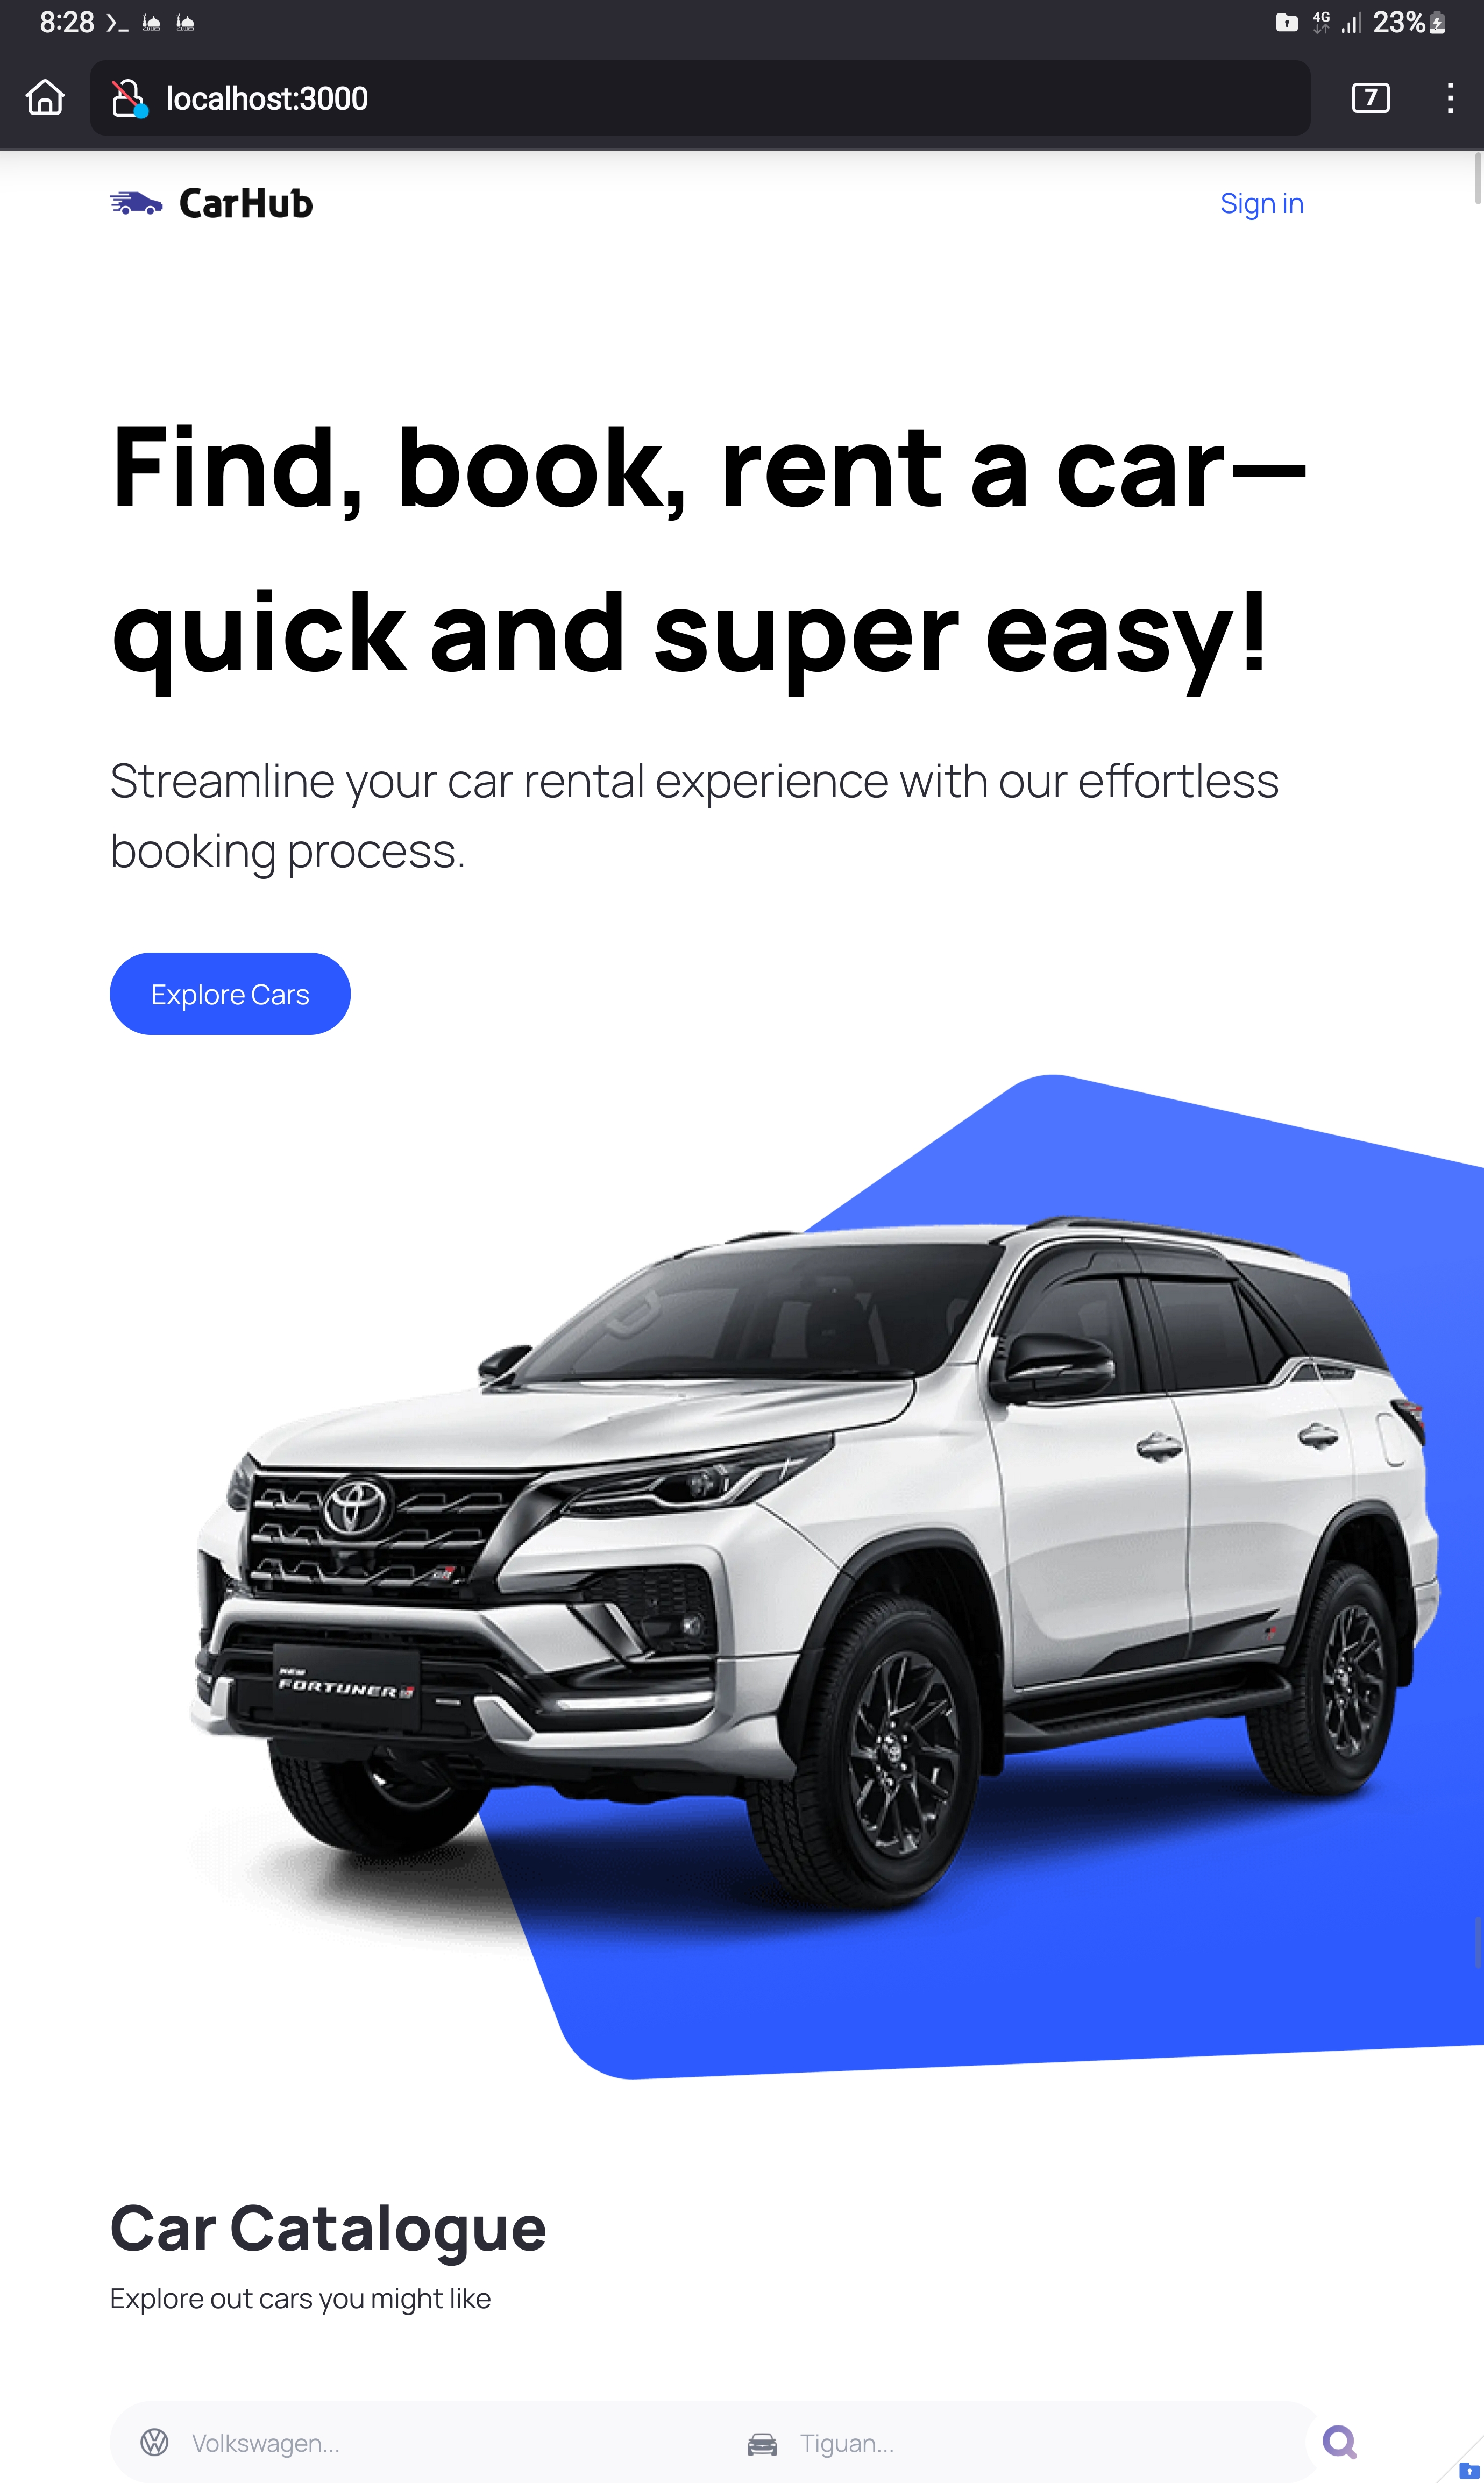 8:28
4G
23%
localhost:3000
7
CarHub
Sign in
Find, book, rent a car—
quick and super easy!
Streamline your car rental experience with our effortless
booking process.
Explore Cars
NEW
FORTUNER
Car Catalogue
Explore out cars you might like
Volkswagen...
Tiguan...